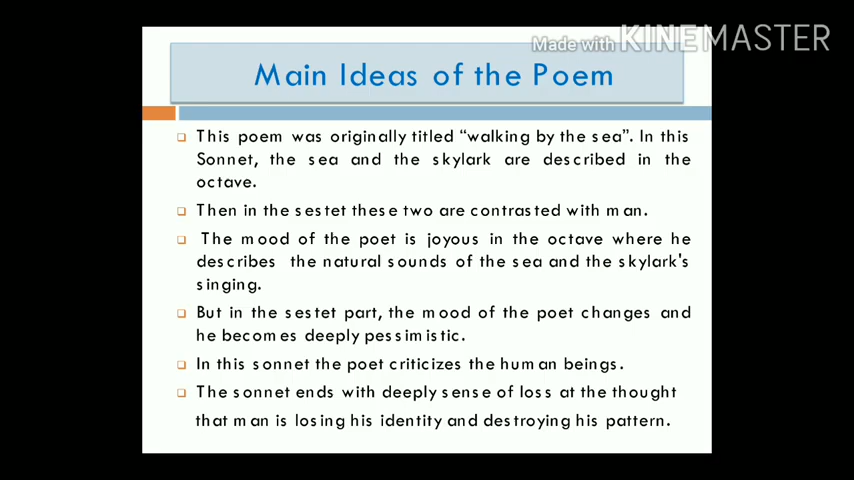 Made with KINEMASTER
Main Ideas of the Poem
This poem was originally titled “walking by the sea”. In this
Sonnet, the sea and the skylark are described in the
octave.
Then in the sestet these two are contrasted with man.
The mood of the poet is joyous in the octave where he
describes the natural sounds of the sea and the skylark's
singing.
But in the sestet part, the mood of the poet changes and
he becomes deeply pessimistic.
In this sonnet the poet criticizes the human beings.
The sonnet ends with deeply sense of loss at the thought
that man is losing his identity and destroying his pattern.